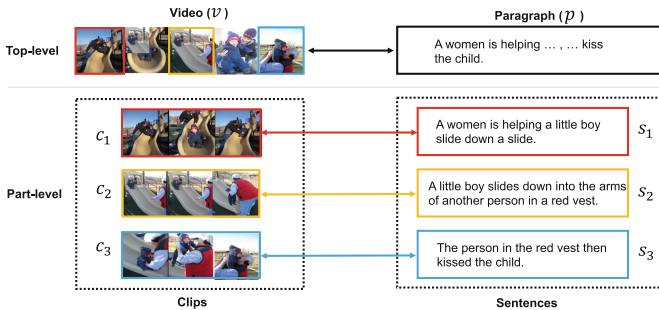 Video (v)
Paragraph (p)
Top-level
A women is helping … , … kiss
the child.
Part-level
c1
A women is helping a little boy
slide down a slide.
s1
c2
A little boy slides down into the arms
of another person in a red vest.
s2
c3
The person in the red vest then
kissed the child.
s3
Clips
Sentences